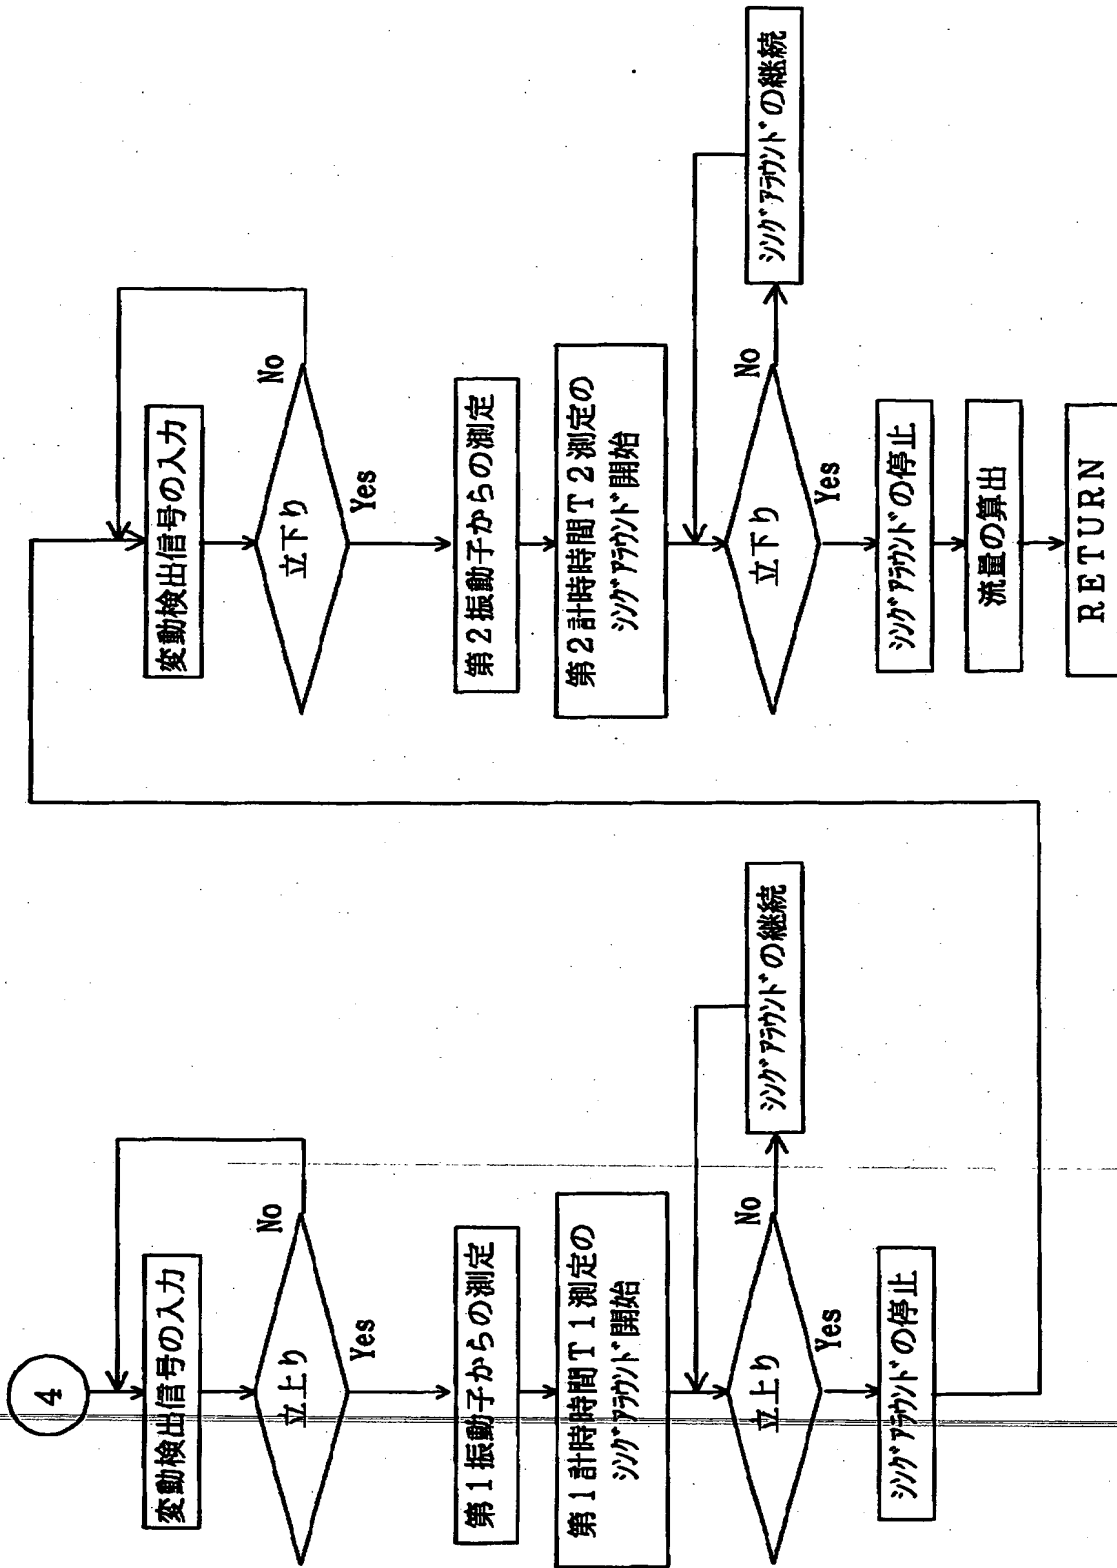 4
変動検出信号の入力
立上り
No
Yes
第1振動子からの測定
第1計時時間T1測定の
ｼﾝｸﾞｱﾗｳﾝﾄﾞ開始
立上り
No
ｼﾝｸﾞｱﾗｳﾝﾄﾞの継続
Yes
ｼﾝｸﾞｱﾗｳﾝﾄﾞの停止
変動検出信号の入力
立下り
No
Yes
第2振動子からの測定
第2計時時間T2測定の
ｼﾝｸﾞｱﾗｳﾝﾄﾞ開始
立下り
No
ｼﾝｸﾞｱﾗｳﾝﾄﾞの継続
Yes
ｼﾝｸﾞｱﾗｳﾝﾄﾞの停止
流量の算出
RETURN